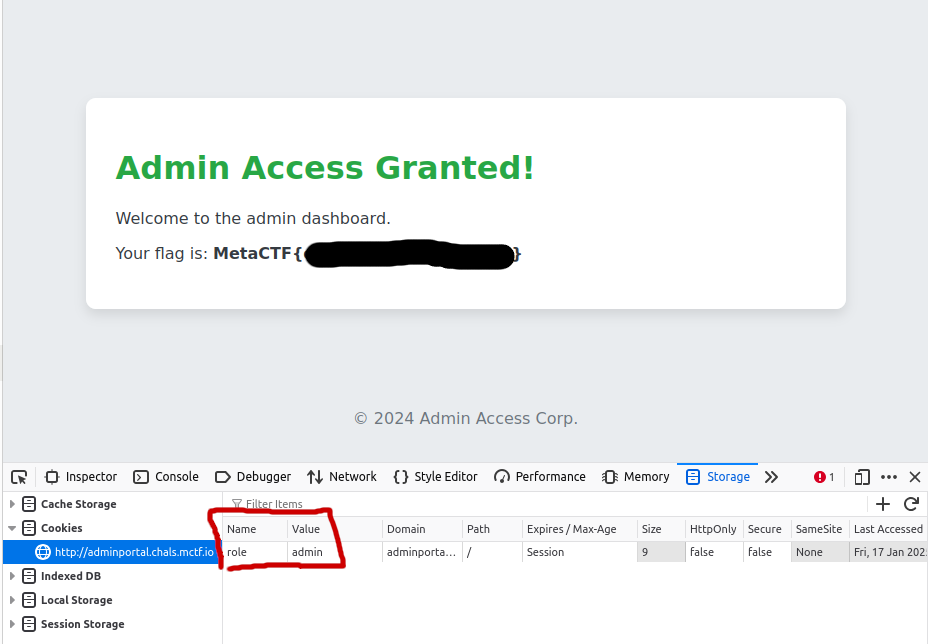 Admin Access Granted!
Welcome to the admin dashboard.
Your flag is: MetaCTF{ }
© 2024 Admin Access Corp.
Inspector Console Debugger Network Style Editor Performance Memory Storage 1
Cache Storage
Filter Items
Cookies
Name Value Domain Path Expires / Max-Age Size HttpOnly Secure SameSite Last Accessed
http://adminportal.chals.mctf.io
role admin adminporta... / Session 9 false false None Fri, 17 Jan 202
Indexed DB
Local Storage
Session Storage